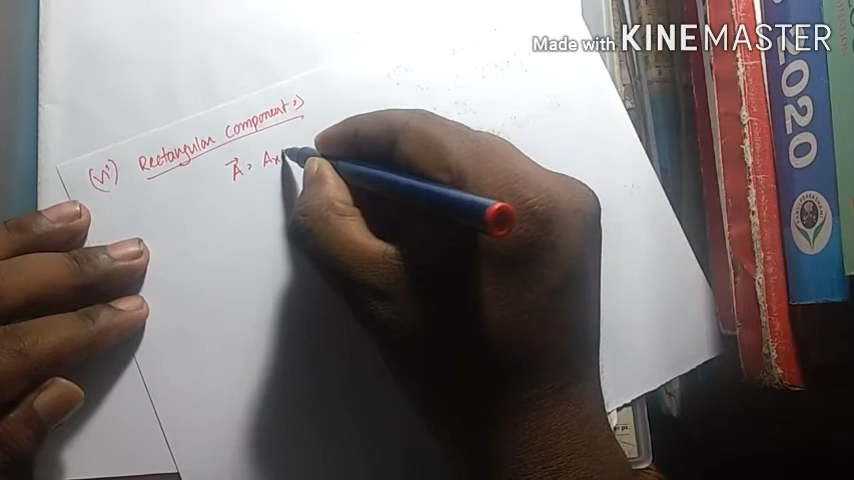 Made with KINEMASTER
(vi) Rectangular component :)
A⃗ = Ax
2020